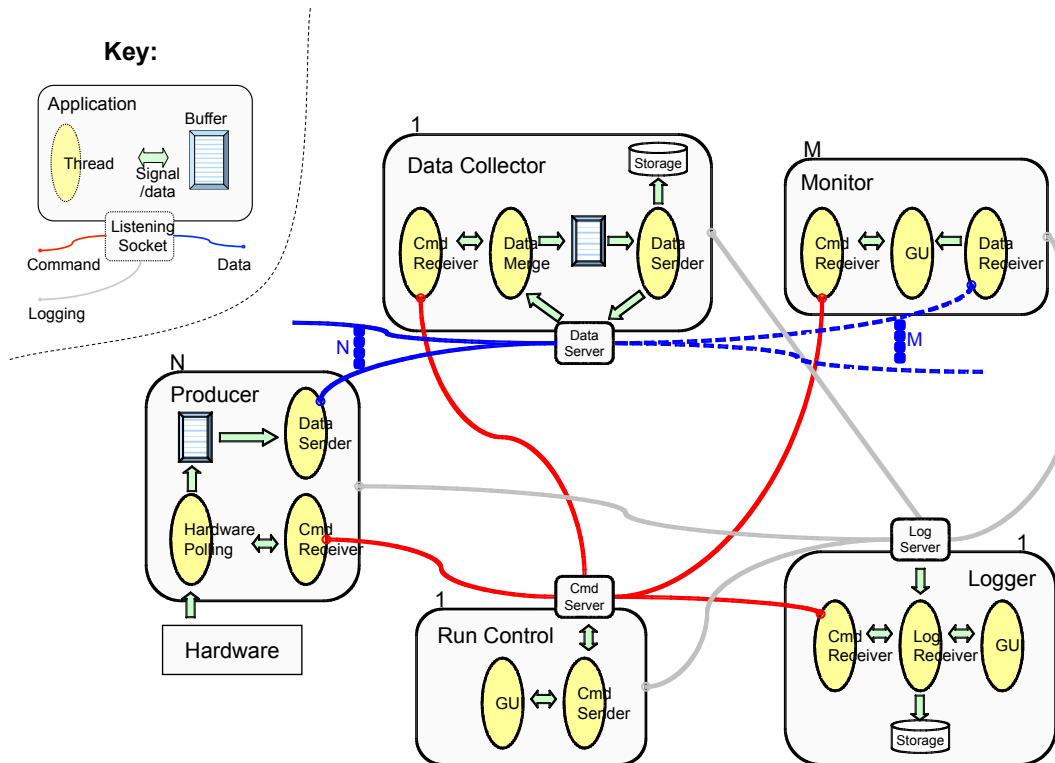 Key:
Application
Buffer
Thread
Signal
/data
Listening
Socket
Command
Data
Logging
1
Data Collector
Storage
Cmd
Receiver
Data
Merge
Data
Sender
Data
Server
M
Monitor
Cmd
Receiver
GU
Data
Receiver
N
M
N
Producer
Data
Sender
Hardware
Polling
Cmd
Receiver
Hardware
Cmd
Server
1
Run Control
GU
Cmd
Sender
Log
Server
1
Logger
Cmd
Receiver
Log
Receiver
GU
Storage